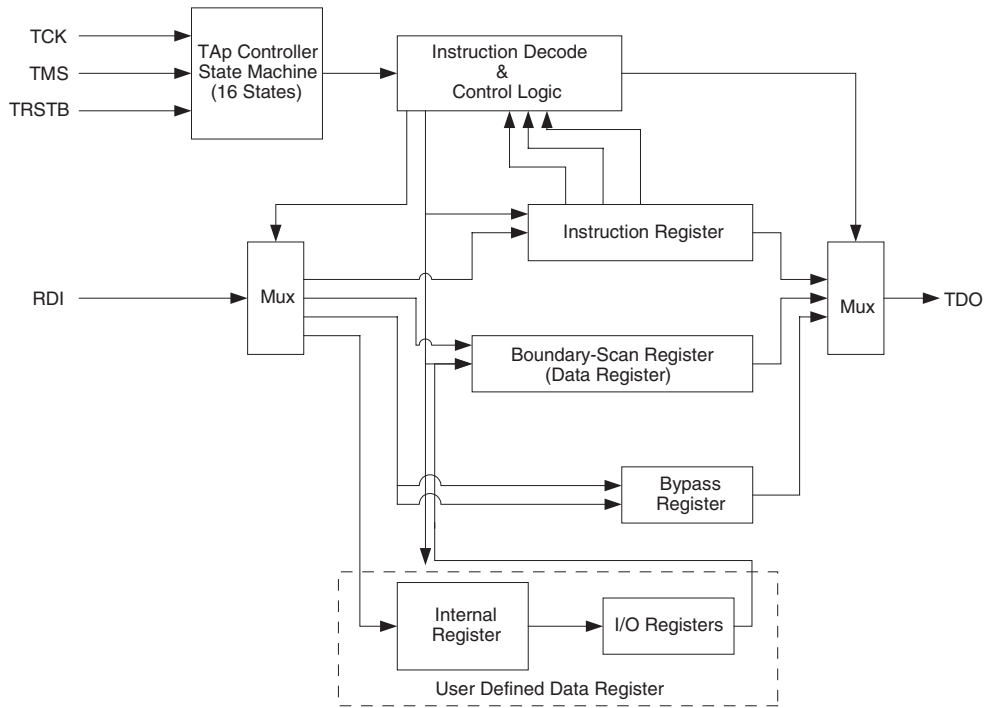 TCK
TMS
TRSTB
TAp Controller
State Machine
(16 States)
Instruction Decode
&
Control Logic
Instruction Register
RDI
Mux
Mux
TDO
Boundary-Scan Register
(Data Register)
Bypass
Register
Internal
Register
I/O Registers
User Defined Data Register